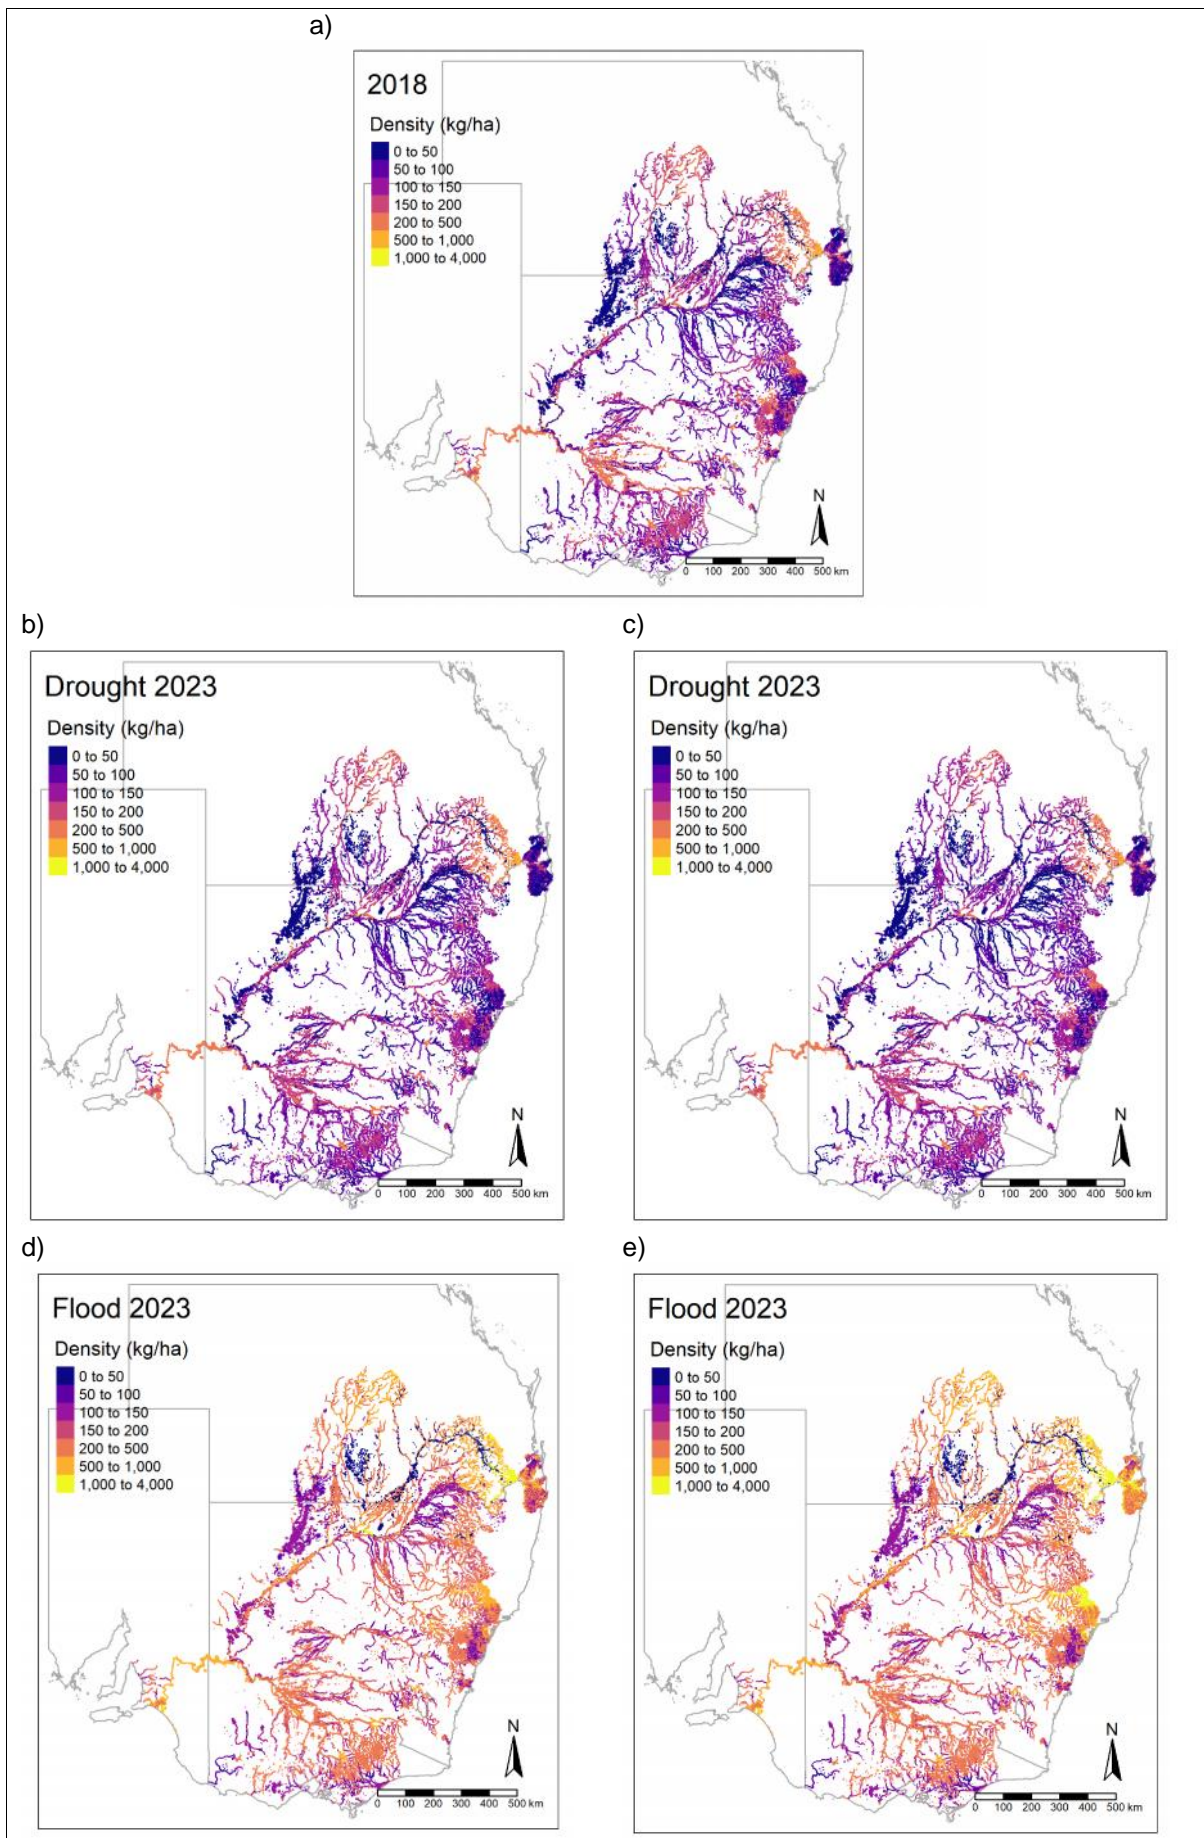 a)
2018
Density (kg/ha)
0 to 50
50 to 100
100 to 150
150 to 200
200 to 500
500 to 1,000
1,000 to 4,000
N
0 100 200 300 400 500 km
b)
Drought 2023
Density (kg/ha)
0 to 50
50 to 100
100 to 150
150 to 200
200 to 500
500 to 1,000
1,000 to 4,000
N
0 100 200 300 400 500 km
c)
Drought 2023
Density (kg/ha)
0 to 50
50 to 100
100 to 150
150 to 200
200 to 500
500 to 1,000
1,000 to 4,000
N
0 100 200 300 400 500 km
d)
Flood 2023
Density (kg/ha)
0 to 50
50 to 100
100 to 150
150 to 200
200 to 500
500 to 1,000
1,000 to 4,000
N
0 100 200 300 400 500 km
e)
Flood 2023
Density (kg/ha)
0 to 50
50 to 100
100 to 150
150 to 200
200 to 500
500 to 1,000
1,000 to 4,000
N
0 100 200 300 400 500 km